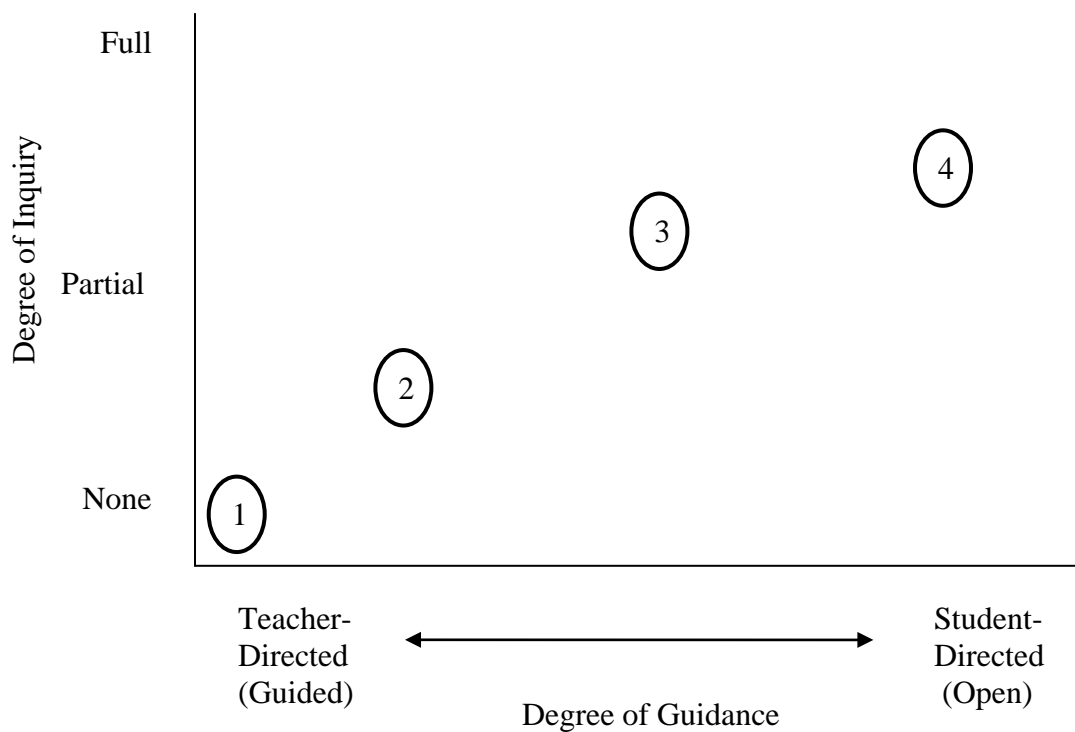 Full
Degree of Inquiry
4
3
Partial
2
None
1
Teacher-
Directed
(Guided)
Student-
Directed
(Open)
Degree of Guidance